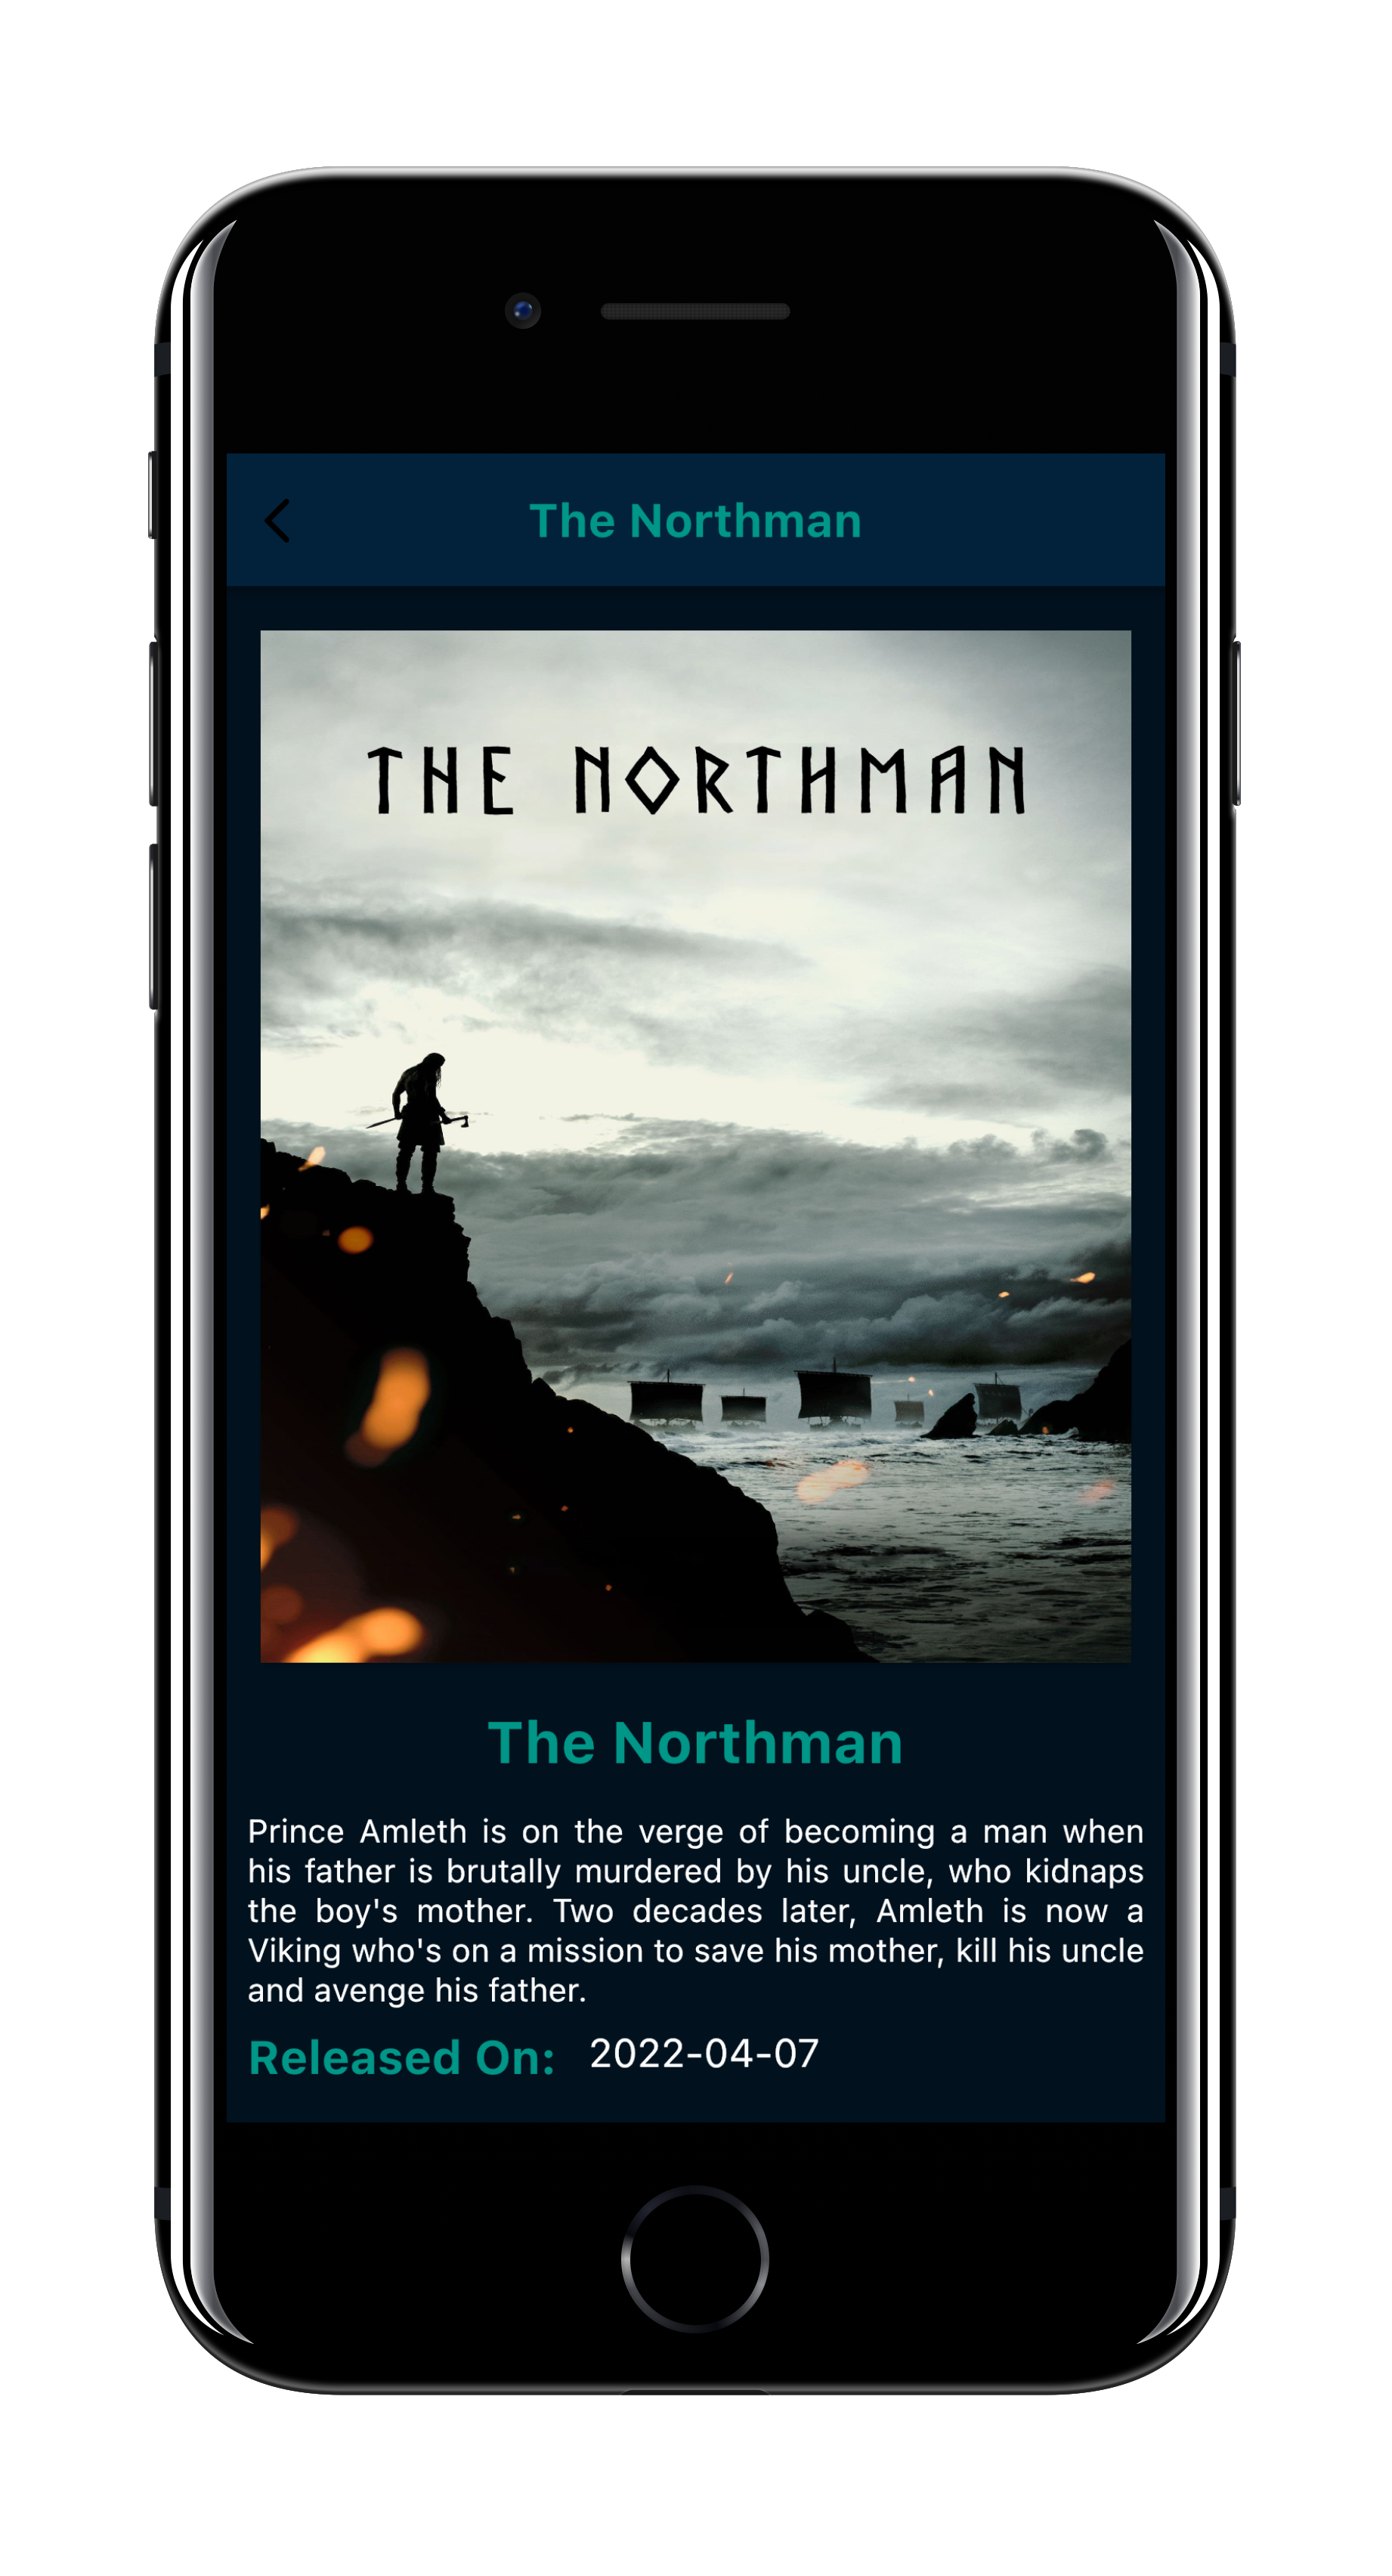 The Northman
THE NORTHMAN
The Northman
Prince Amleth is on the verge of becoming a man when
his father is brutally murdered by his uncle, who kidnaps
the boy's mother. Two decades later, Amleth is now a
Viking who's on a mission to save his mother, kill his uncle
and avenge his father.
Released On: 2022-04-07